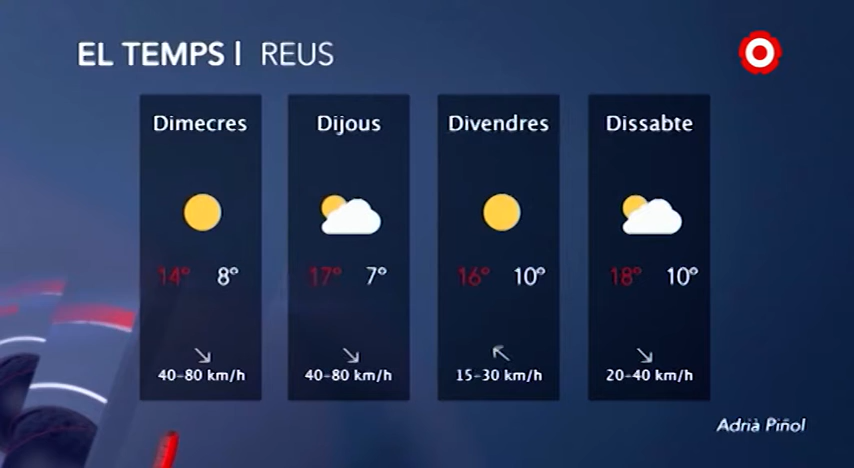 EL TEMPS | REUS
Dimecres
14° 8°
40-80 km/h
Dijous
17° 7°
40-80 km/h
Divendres
16° 10°
15-30 km/h
Dissabte
18° 10°
20-40 km/h
Adrià Piñol